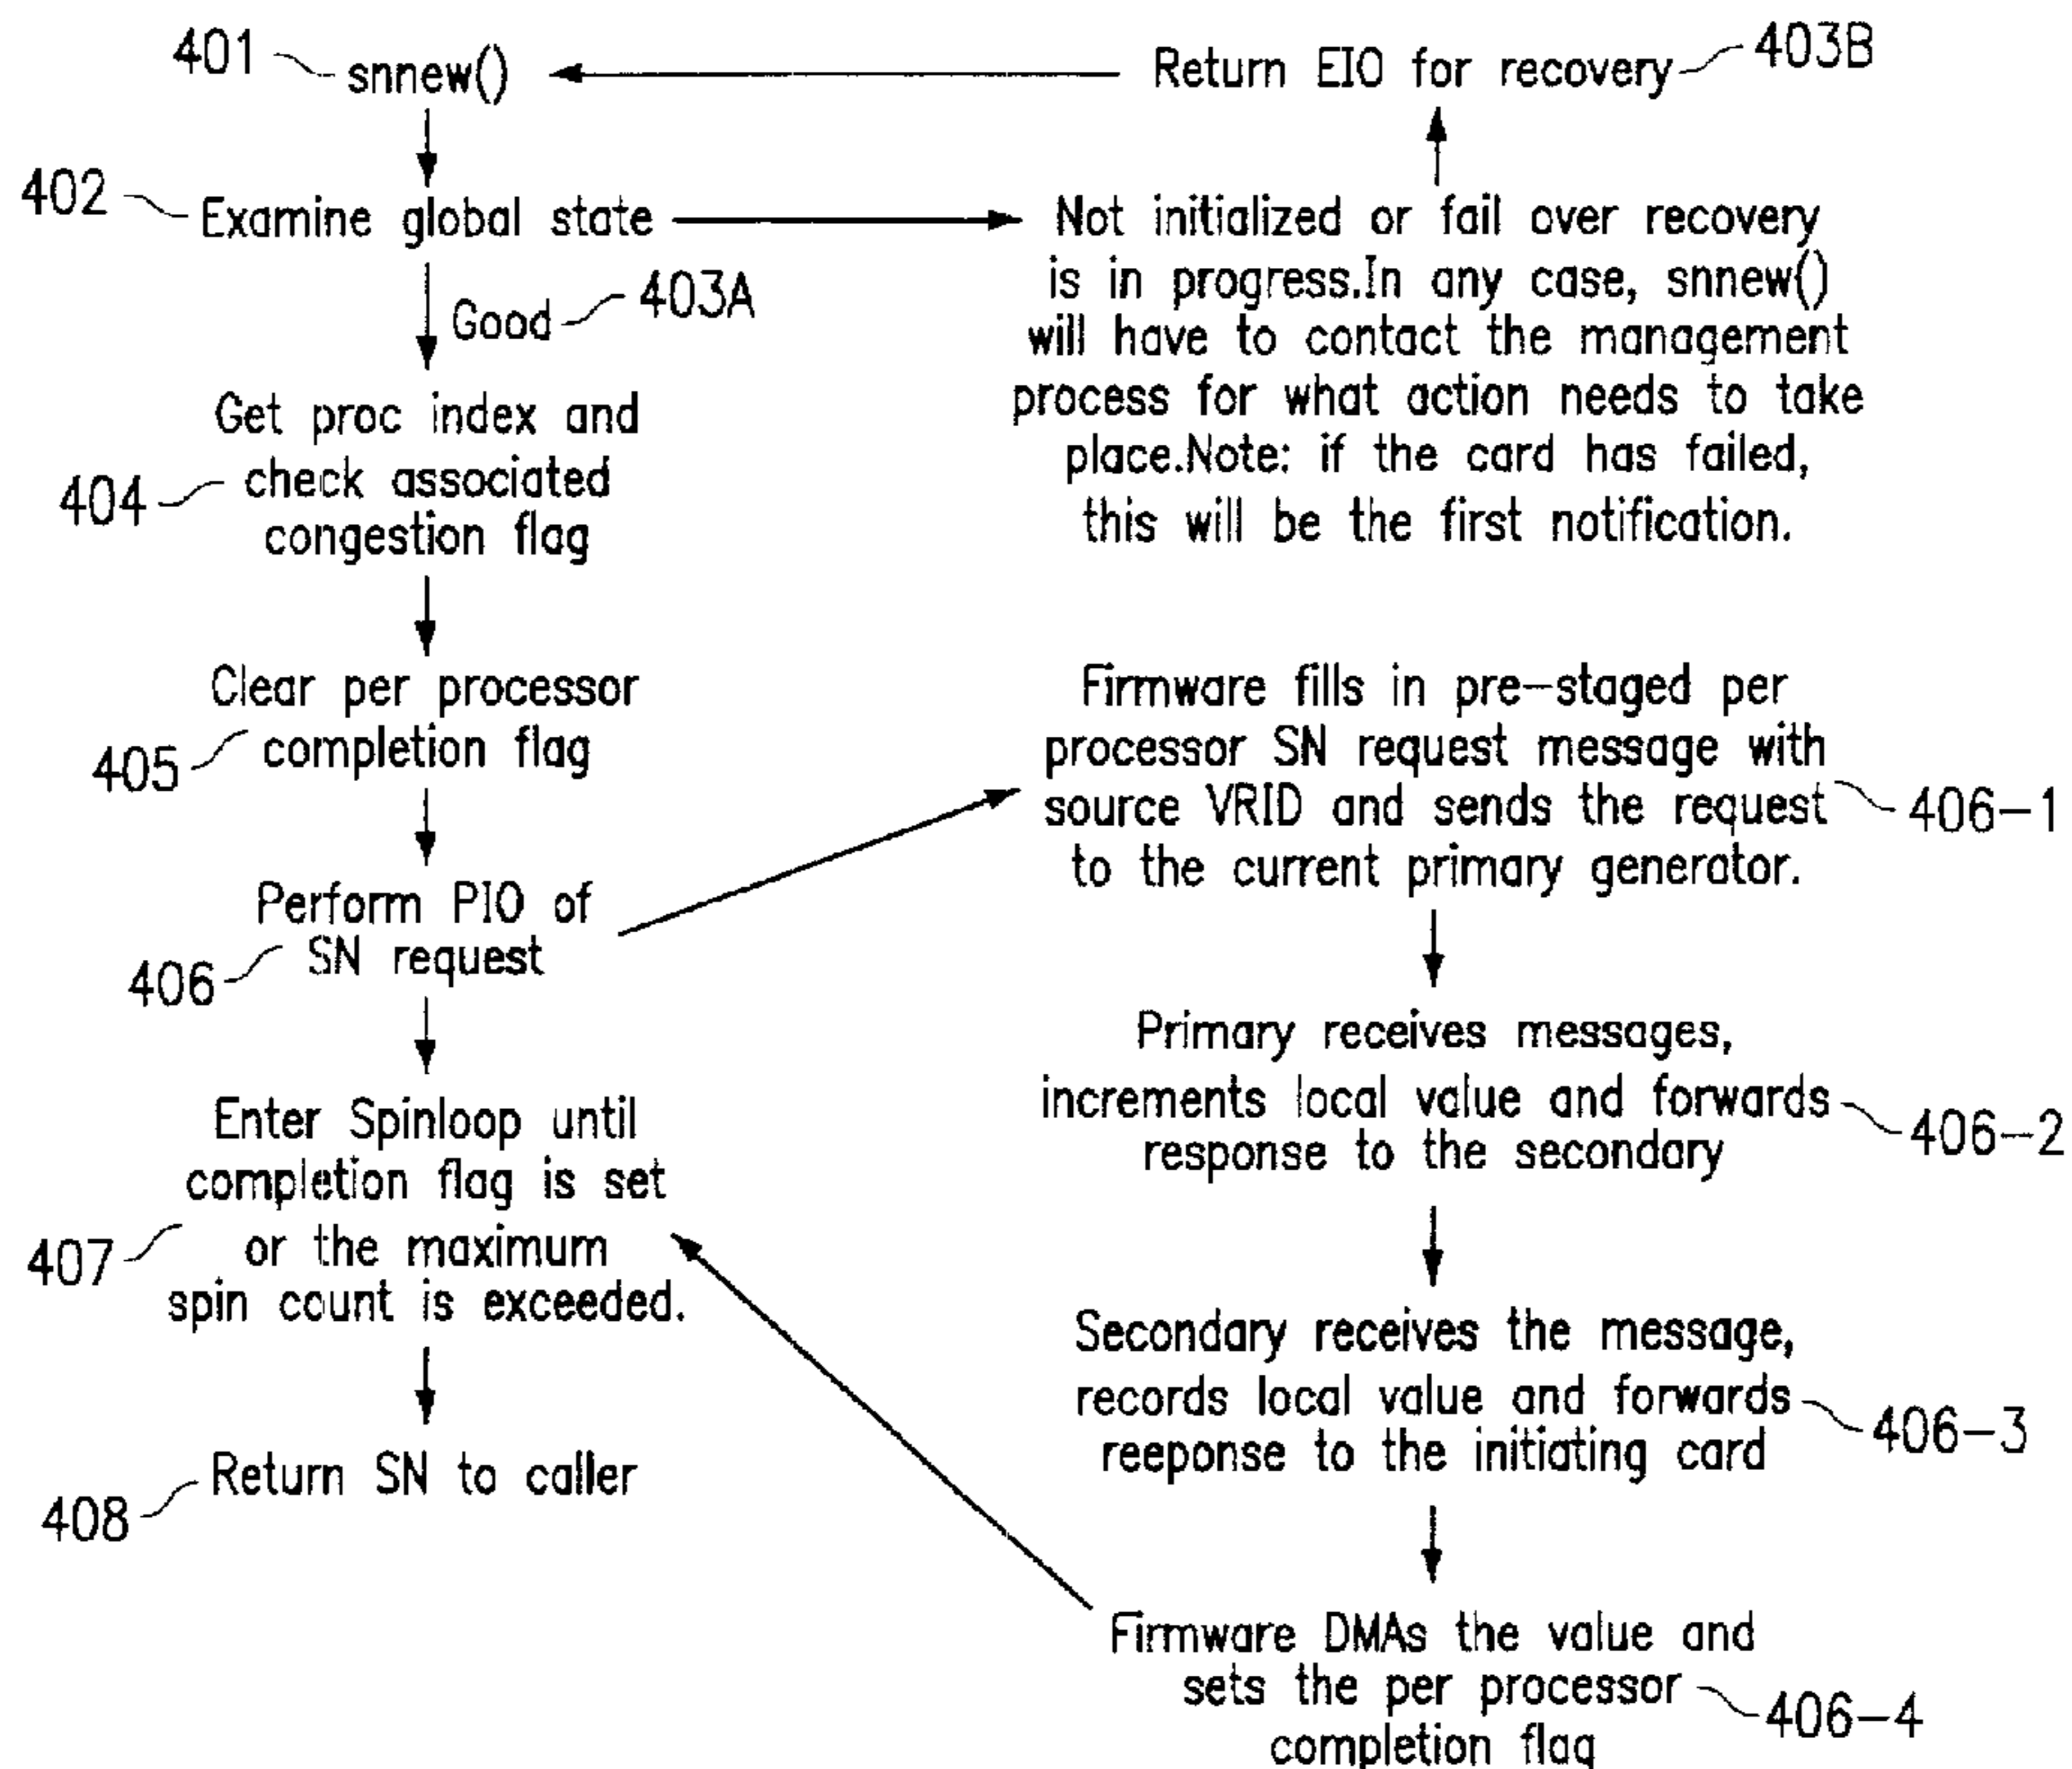 401
snnew()
Return EIO for recovery
403B
402
Examine global state
Good
403A
Not initialized or fail over recovery
is in progress.In any case, snnew()
will have to contact the management
process for what action needs to take
place.Note: if the card has failed,
this will be the first notification.
Get proc index and
check associated
congestion flag
404
Clear per processor
completion flag
405
Perform PIO of
SN request
406
Firmware fills in pre-staged per
processor SN request message with
source VRID and sends the request
to the current primary generator.
406-1
Primary receives messages,
increments local value and forwards
response to the secondary
406-2
Enter Spinloop until
completion flag is set
or the maximum
spin count is exceeded.
407
Secondary receives the message,
records local value and forwards
reeponse to the initiating card
406-3
Return SN to caller
408
Firmware DMAs the value and
sets the per processor
completion flag
406-4